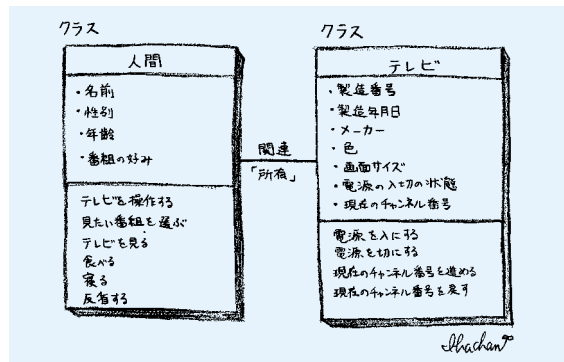 クラス
人間
・名前
・性別
・年齢
・番組の好み
テレビを操作する
見たい番組を選ぶ
テレビを見る
食べる
寝る
反省する
関連
「所有」
クラス
テレビ
・製造番号
・製造年月日
・メーカー
・色
・画面サイズ
・電源の入切の状態
・現在のチャンネル番号
電源を入にする
電源を切にする
現在のチャンネル番号を進める
現在のチャンネル番号を戻す